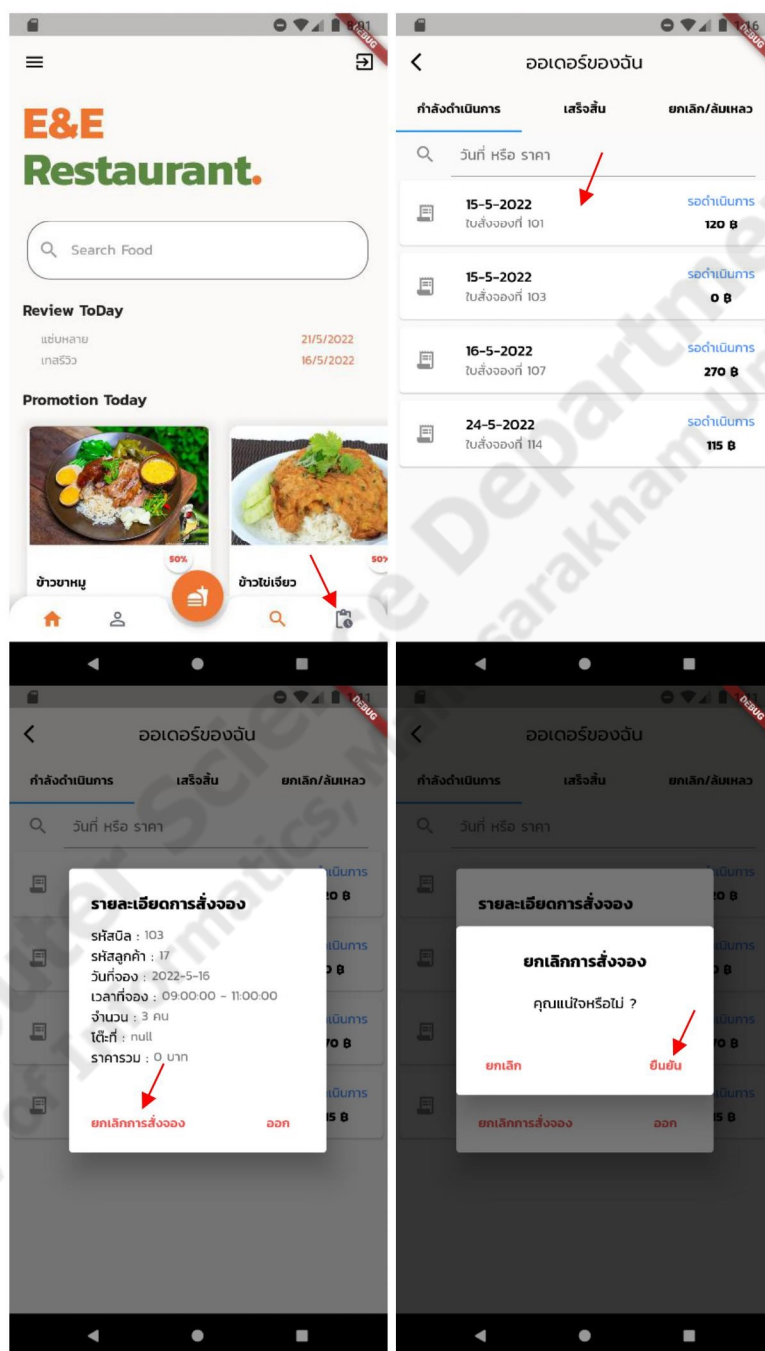 8:01
E&E
Restaurant.
Search Food
Review ToDay
แซ่บหลาย 21/5/2022
เทสรีวิว 16/5/2022
Promotion Today
50%
50%
ข้าวขาหมู ข้าวไข่เจียว
DEBUG
ออเดอร์ของฉัน
กำลังดำเนินการ เสร็จสิ้น ยกเลิก/ล้มเหลว
วันที่ หรือ ราคา
15-5-2022 รอดำเนินการ
ใบสั่งจองที่ 101 120 ฿
15-5-2022 รอดำเนินการ
ใบสั่งจองที่ 103 0 ฿
16-5-2022 รอดำเนินการ
ใบสั่งจองที่ 107 270 ฿
24-5-2022 รอดำเนินการ
ใบสั่งจองที่ 114 115 ฿
DEBUG
ออเดอร์ของฉัน
กำลังดำเนินการ เสร็จสิ้น ยกเลิก/ล้มเหลว
วันที่ หรือ ราคา
รายละเอียดการสั่งจอง
รหัสบิล : 103
รหัสลูกค้า : 17
วันที่จอง : 2022-5-16
เวลาที่จอง : 09:00:00 - 11:00:00
จำนวน : 3 คน
โต๊ะที่ : null
ราคารวม : 0 บาท
ยกเลิกการสั่งจอง ออก
DEBUG
ออเดอร์ของฉัน
กำลังดำเนินการ เสร็จสิ้น ยกเลิก/ล้มเหลว
วันที่ หรือ ราคา
รายละเอียดการสั่งจอง
ยกเลิกการสั่งจอง
คุณแน่ใจหรือไม่ ?
ยกเลิก ยืนยัน
ยกเลิกการสั่งจอง ออก
DEBUG